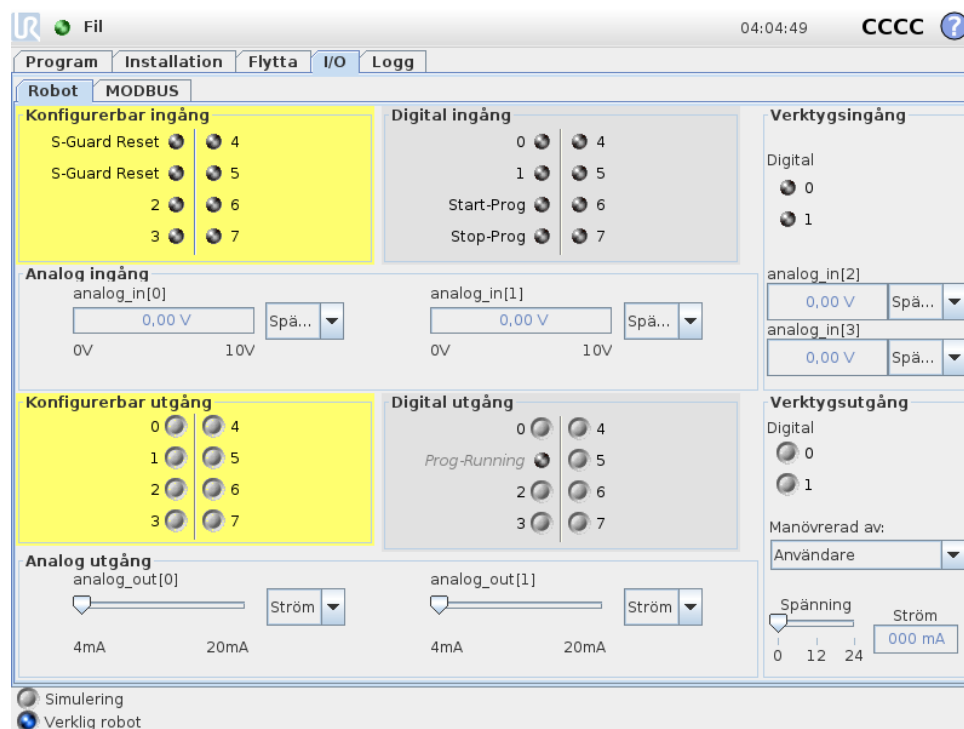 UR Fil 04:04:49 CCCC ?
Program Installation Flytta I/O Logg
Robot MODBUS
Konfigurerbar ingång
S-Guard Reset 4
S-Guard Reset 5
2 6
3 7
Digital ingång
0 4
1 5
Start-Prog 6
Stop-Prog 7
Verktygsingång
Digital
0
1
Analog ingång
analog_in[0]
0,00 V Spä...
0V 10V
analog_in[1]
0,00 V Spä...
0V 10V
analog_in[2]
0,00 V Spä...
analog_in[3]
0,00 V Spä...
Konfigurerbar utgång
0 4
1 5
2 6
3 7
Digital utgång
0 4
Prog-Running 5
2 6
3 7
Verktygsutgång
Digital
0
1
Manövrerad av:
Användare
Analog utgång
analog_out[0]
Ström
4mA 20mA
analog_out[1]
Ström
4mA 20mA
Spänning
0 12 24
Ström
000 mA
Simulering
Verklig robot